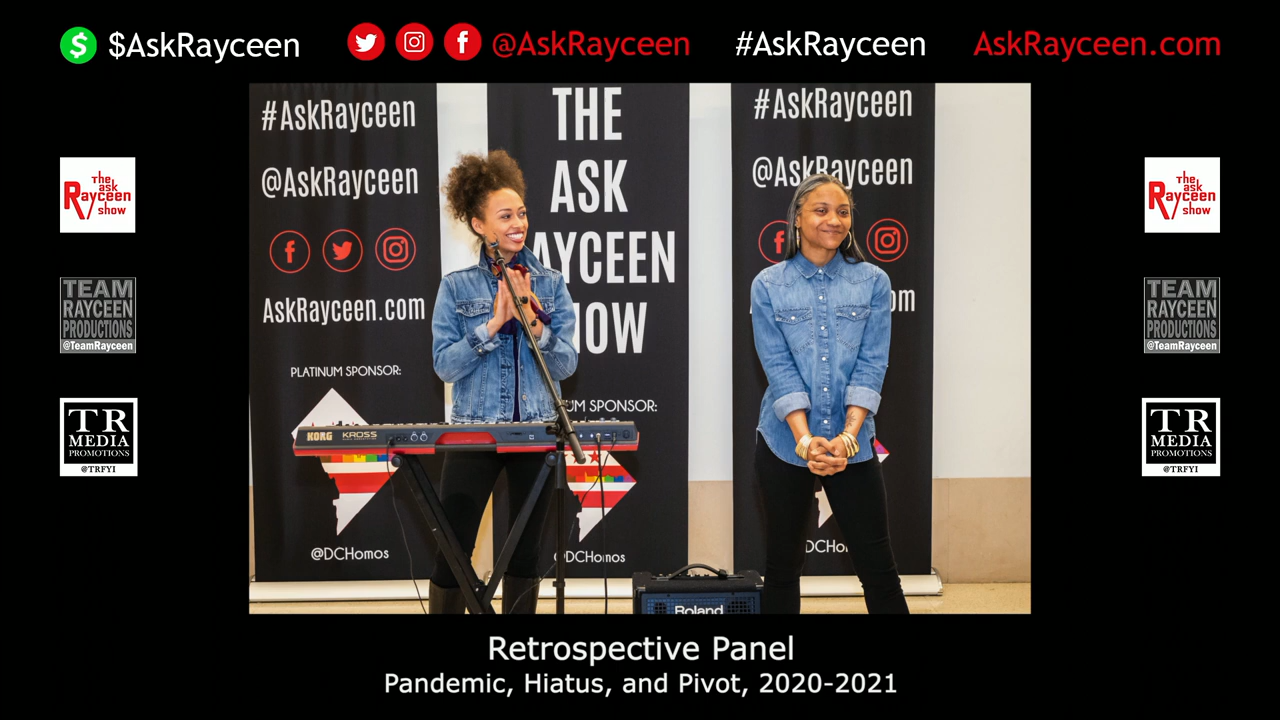 $AskRayceen
@AskRayceen
#AskRayceen
AskRayceen.com
The
ask
Rayceen
show
TEAM
RAYCEEN
PRODUCTIONS
@TeamRayceen
TR
MEDIA
PROMOTIONS
@TRFYI
#AskRayceen
@AskRayceen
AskRayceen.com
PLATINUM SPONSOR:
@DCHomos
THE
ASK
AYCEEN
OW
UM SPONSOR:
DCHomos
#AskRayceen
@AskRayceen
om
DCHo
KORG KROSS
Roland
The
ask
Rayceen
show
TEAM
RAYCEEN
PRODUCTIONS
@TeamRayceen
TR
MEDIA
PROMOTIONS
@TRFYI
Retrospective Panel
Pandemic, Hiatus, and Pivot, 2020-2021